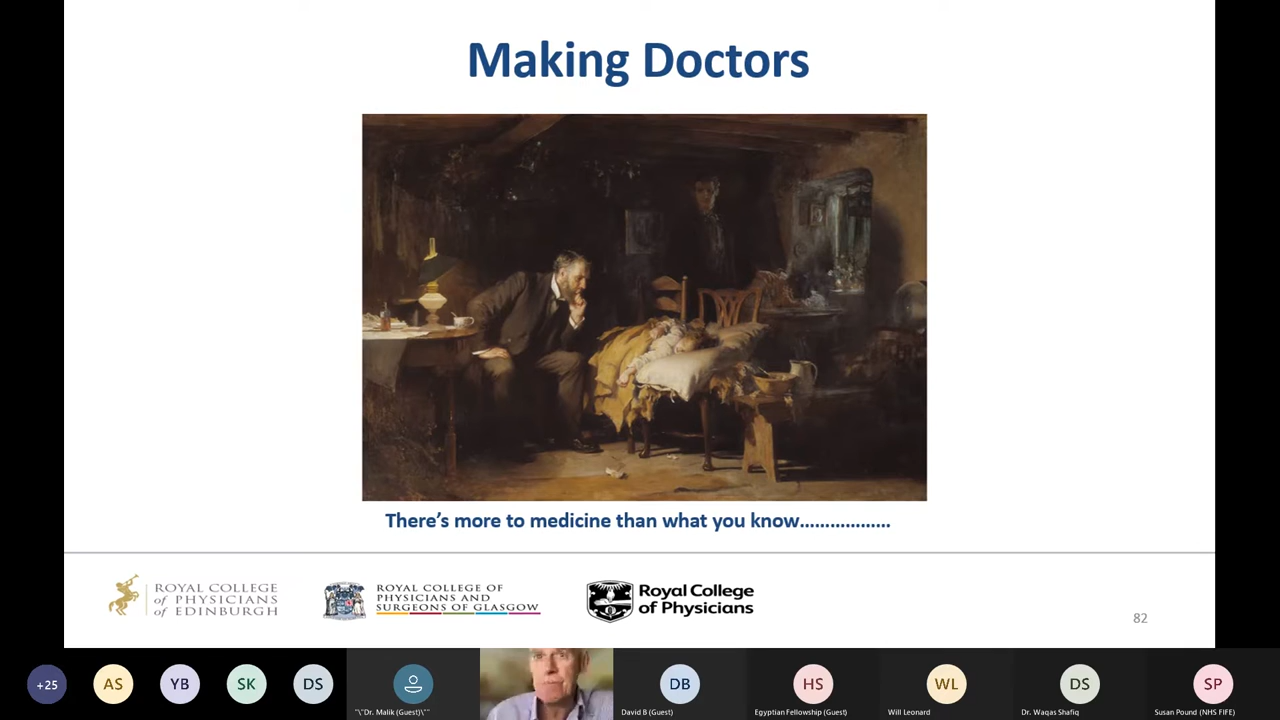 Making Doctors
There's more to medicine than what you know..................
ROYAL COLLEGE
of PHYSICIANS
of EDINBURGH
ROYAL COLLEGE OF
PHYSICIANS AND
SURGEONS OF GLASGOW
Royal College
of Physicians
82
+25
AS
YB
SK
DS
"\"Dr. Malik (Guest)\""
DB
David B (Guest)
HS
Egyptian Fellowship (Guest)
WL
Will Leonard
DS
Dr. Waqas Shafiq
SP
Susan Pound (NHS FIFE)